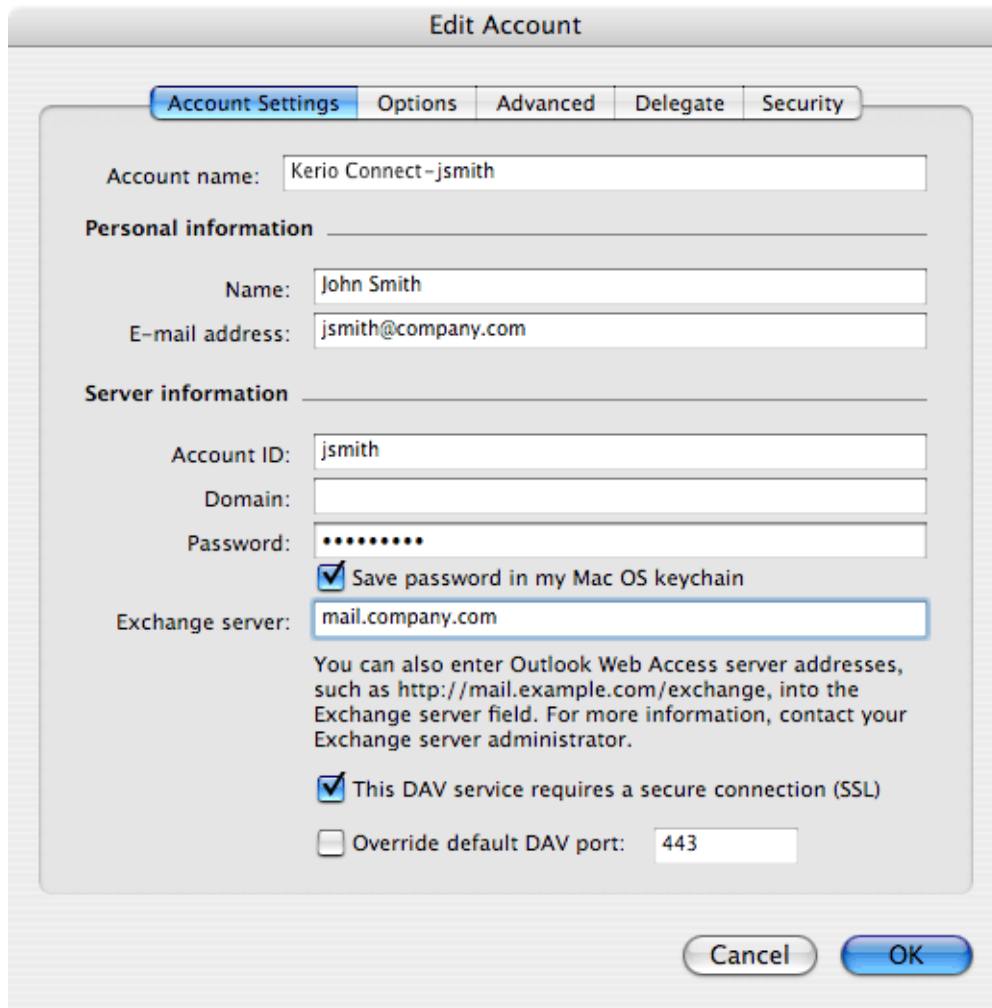 Edit Account
Account Settings Options Advanced Delegate Security
Account name: Kerio Connect-jsmith
Personal information
Name: John Smith
E-mail address: jsmith@company.com
Server information
Account ID: jsmith
Domain:
Password: •••••••••
Save password in my Mac OS keychain
Exchange server: mail.company.com
You can also enter Outlook Web Access server addresses,
such as http://mail.example.com/exchange, into the
Exchange server field. For more information, contact your
Exchange server administrator.
This DAV service requires a secure connection (SSL)
Override default DAV port: 443
Cancel OK